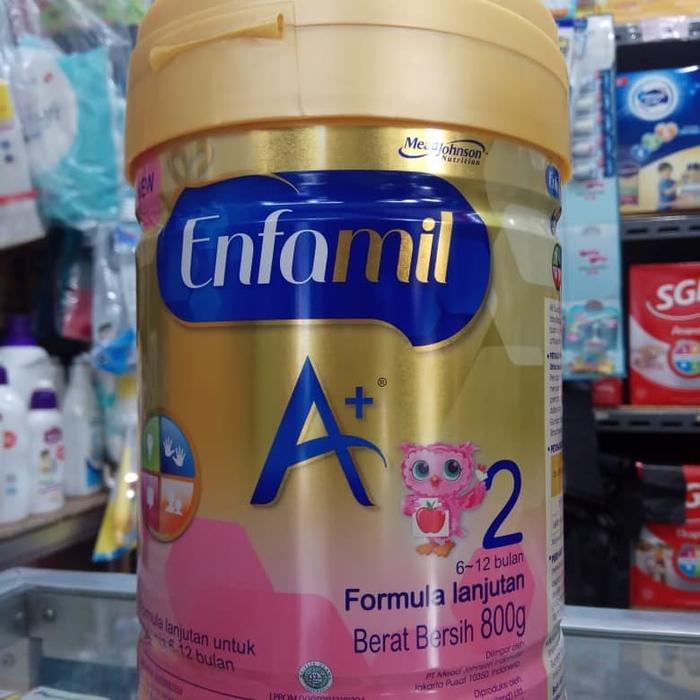 MeadJohnson
Nutrition
Enfamil
A+
®
2
6~12 bulan
Formula lanjutan
Berat Bersih 800g
formula lanjutan untuk
6-12 bulan
Diimpor oleh:
PT Mead Johnson Indonesia
Jakarta Pusat 10350, Indonesia
Diproduksi oleh:
SGM